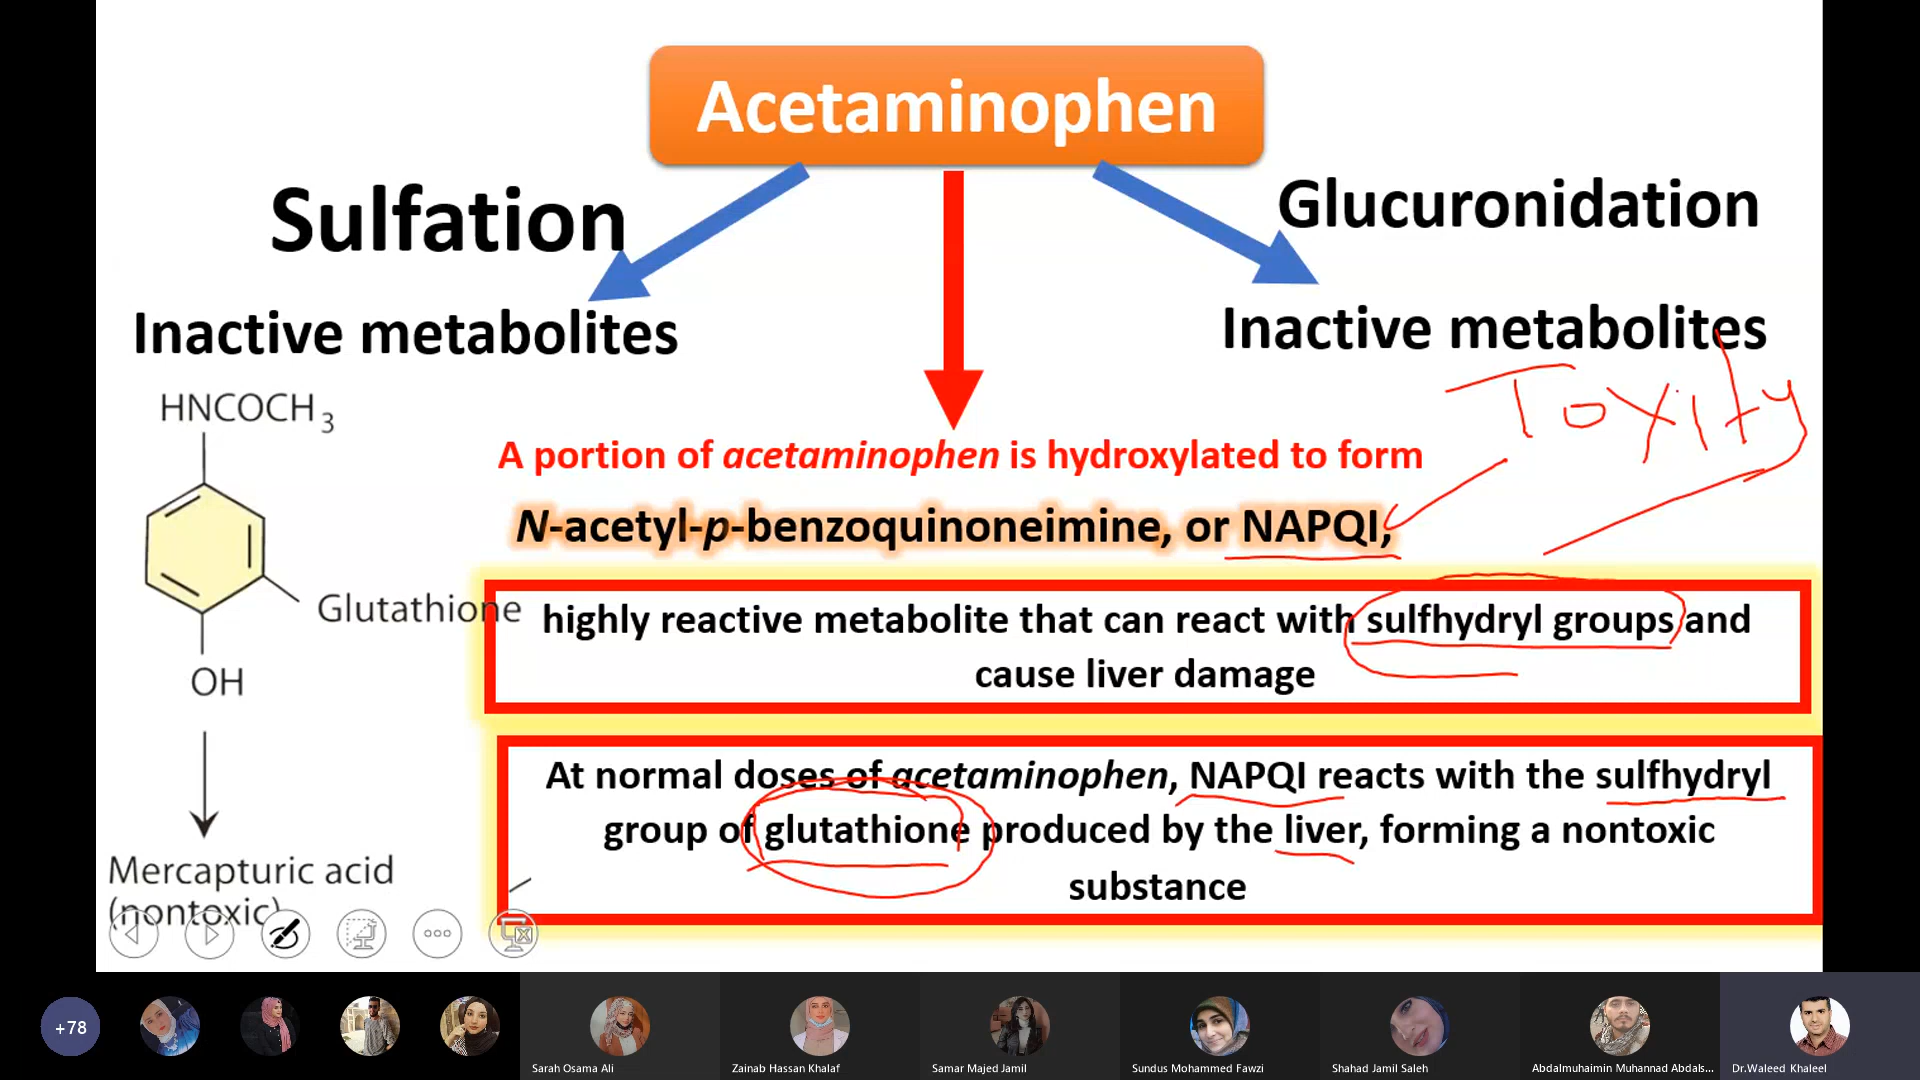 Acetaminophen
Sulfation
Glucuronidation
Inactive metabolites
Inactive metabolites
Toxity
HNCOCH3
Glutathione
OH
Mercapturic acid
(nontoxic)
A portion of acetaminophen is hydroxylated to form
N-acetyl-p-benzoquinoneimine, or NAPQI,
highly reactive metabolite that can react with sulfhydryl groups and
cause liver damage
At normal doses of acetaminophen, NAPQI reacts with the sulfhydryl
group of glutathione produced by the liver, forming a nontoxic
substance
+78
Sarah Osama Ali
Zainab Hassan Khalaf
Samar Majed Jamil
Sundus Mohammed Fawzi
Shahad Jamil Saleh
Abdalmuhaimin Muhannad Abdals...
Dr.Waleed Khaleel